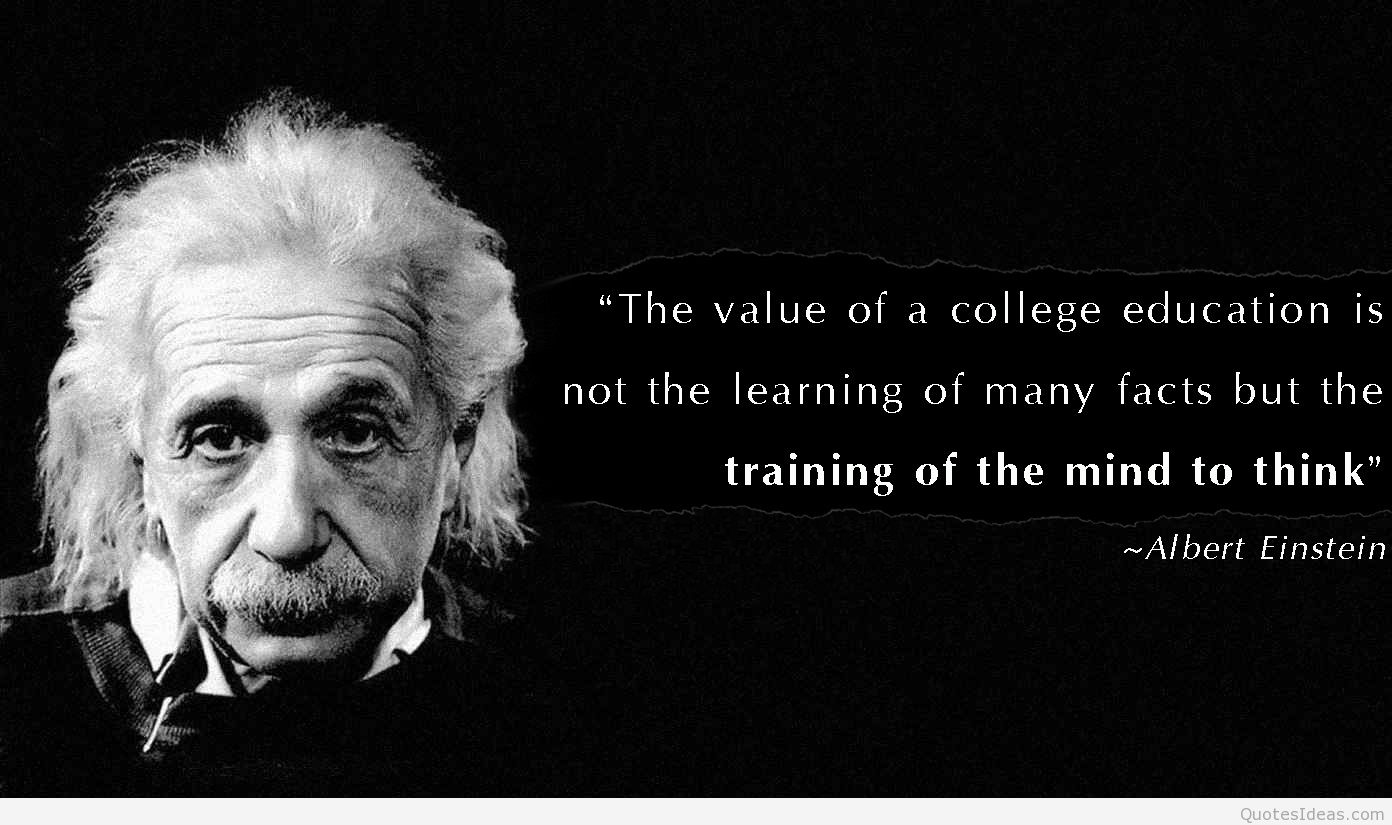 “The value of a college education is
not the learning of many facts but the
training of the mind to think”
~Albert Einstein
QuotesIdeas.com